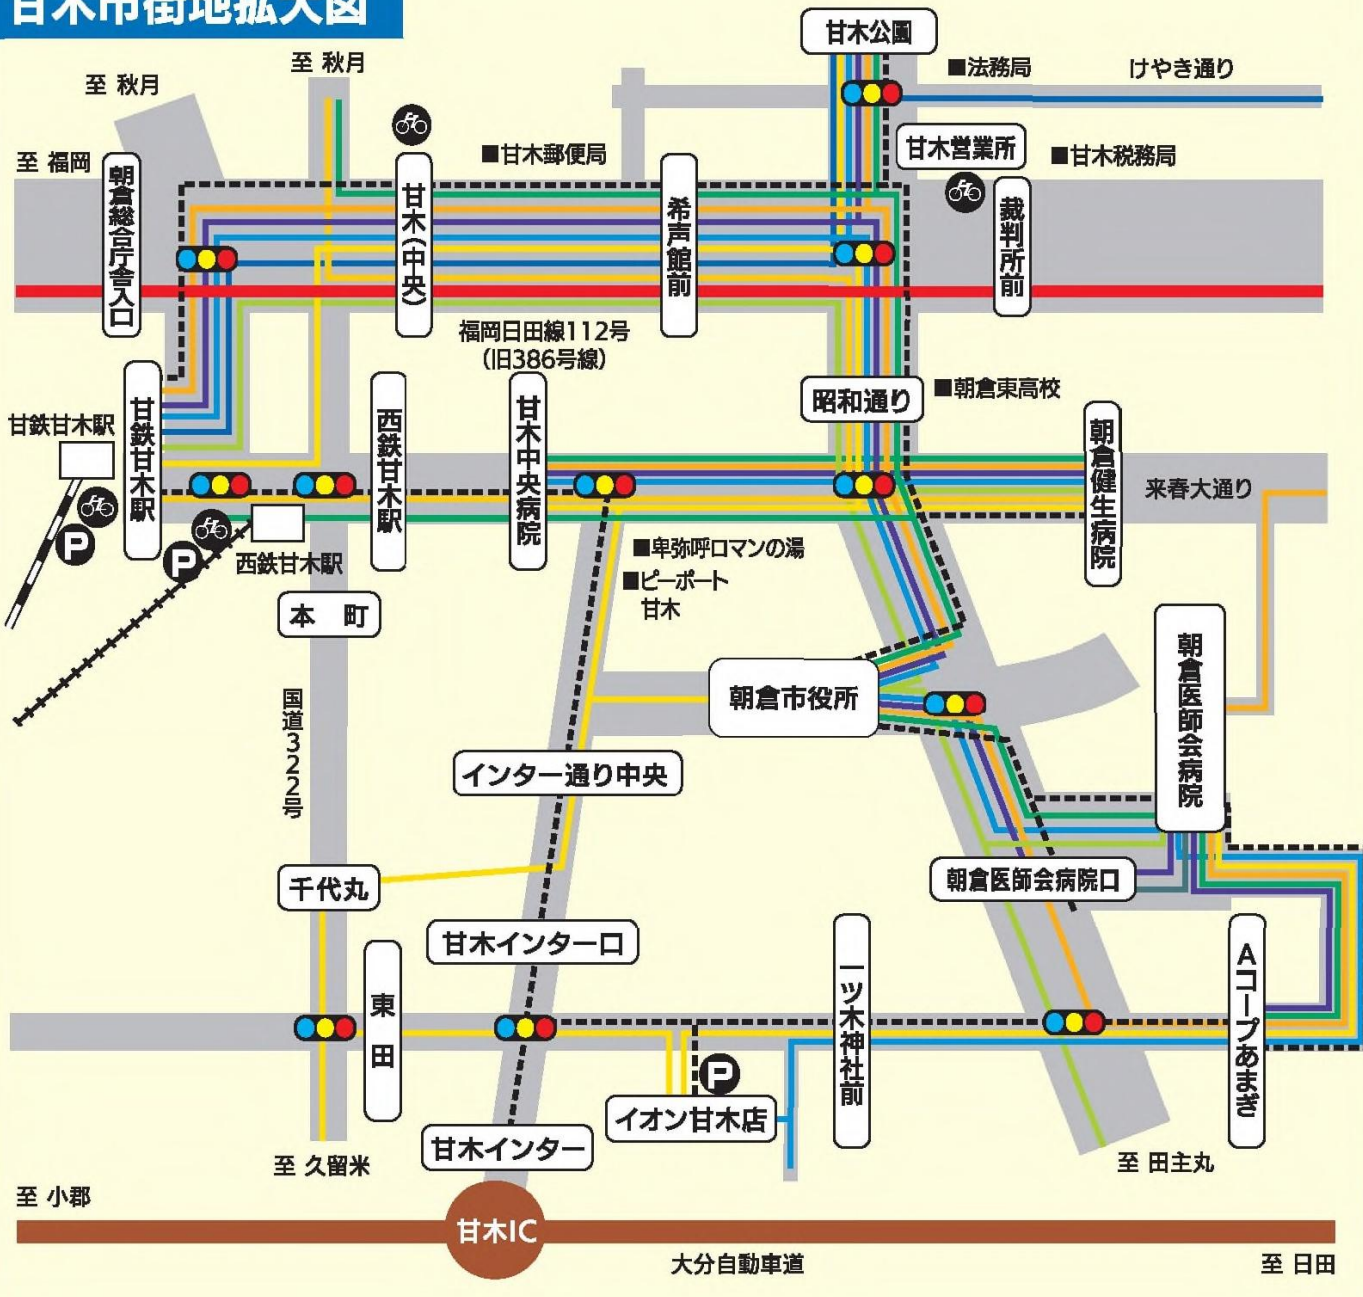 甘木市街地拡大図
甘木公園
至 秋月
至 秋月
■法務局
けやき通り
至 福岡
■甘木郵便局
甘木営業所
■甘木税務局
朝倉総合庁舎入口
甘木(中央)
希声館前
裁判所前
福岡日田線112号
(旧386号線)
甘鉄甘木駅
甘鉄甘木駅
西鉄甘木駅
甘木中央病院
昭和通り
■朝倉東高校
朝倉健生病院
来春大通り
P
P
西鉄甘木駅
■卑弥呼ロマンの湯
■ピーポート
甘木
本 町
朝倉市役所
朝倉医師会病院
国道322号
インター通り中央
千代丸
朝倉医師会病院口
甘木インター口
東田
一ツ木神社前
Aコープあまぎ
P
イオン甘木店
甘木インター
至 久留米
至 田主丸
至 小郡
甘木IC
大分自動車道
至 日田